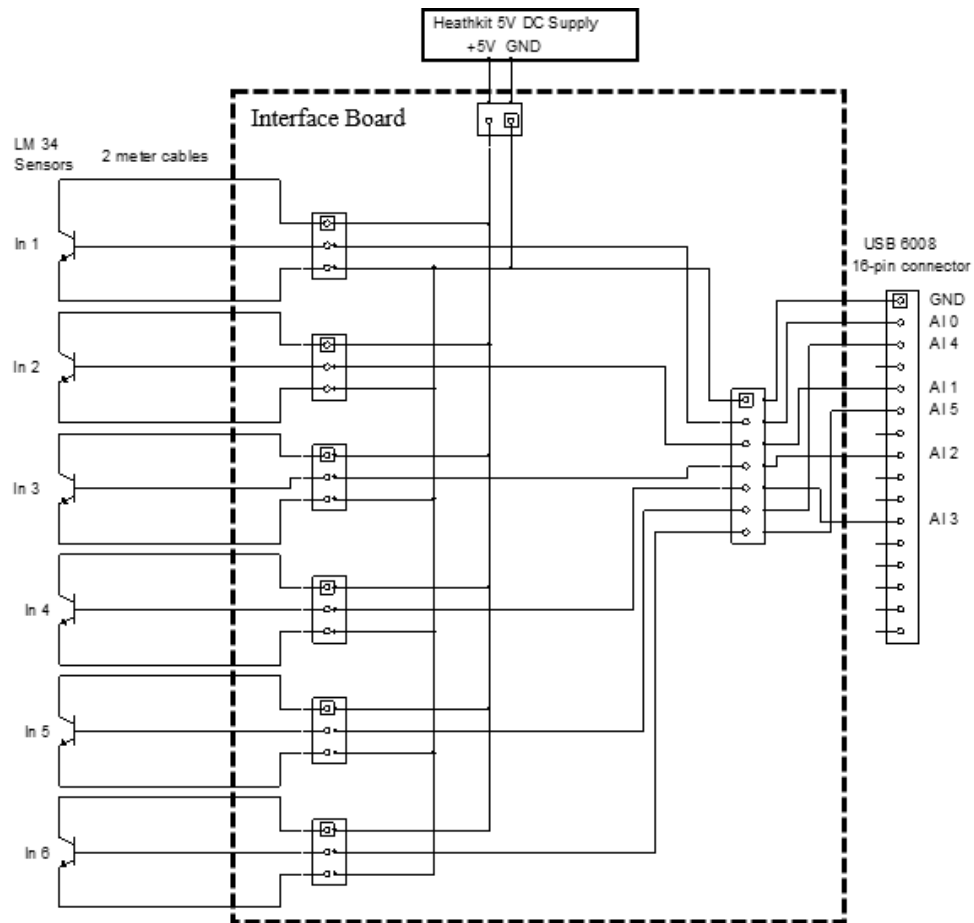 Heathkit 5V DC Supply
+5V GND
Interface Board
LM 34
Sensors
2 meter cables
In 1
In 2
In 3
In 4
In 5
In 6
USB 6008
16-pin connector
GND
AI 0
AI 4
AI 1
AI 5
AI 2
AI 3